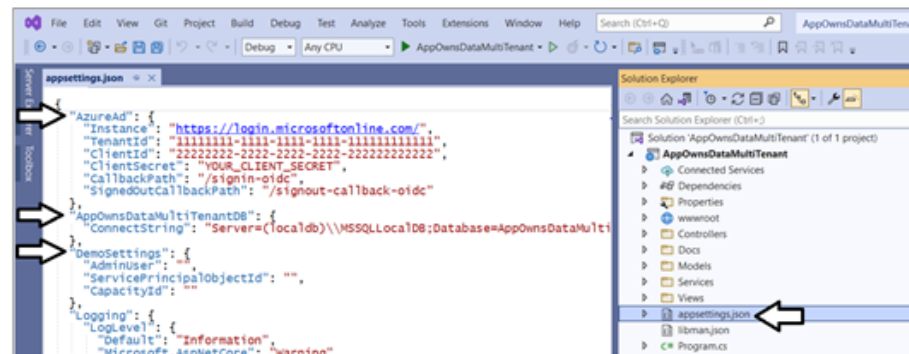 File Edit View Git Project Build Debug Test Analyze Tools Extensions Window Help Search (Ctrl+Q) AppOwnsDataMultiTena
Debug Any CPU AppOwnsDataMultiTenant
Server Ex rer Toolbox
appsettings.json
{
"AzureAd": {
"Instance": "https://login.microsoftonline.com/",
"TenantId": "11111111-1111-1111-1111-111111111111",
"ClientId": "22222222-2222-2222-2222-222222222222",
"ClientSecret": "YOUR_CLIENT_SECRET",
"CallbackPath": "/signin-oidc",
"SignedOutCallbackPath": "/signout-callback-oidc"
},
"AppOwnsDataMultiTenantDB": {
"ConnectString": "Server=(localdb)\\MSSQLLocalDB;Database=AppOwnsDataMulti
},
"DemoSettings": {
"AdminUser": "",
"ServicePrincipalObjectId": "",
"CapacityId": ""
},
"Logging": {
"LogLevel": {
"Default": "Information",
"Microsoft.AspNetCore": "Warning"
Solution Explorer
Search Solution Explorer (Ctrl+;)
Solution 'AppOwnsDataMultiTenant' (1 of 1 project)
AppOwnsDataMultiTenant
Connected Services
Dependencies
Properties
wwwroot
Controllers
Docs
Models
Services
Views
appsettings.json
libman.json
C# Program.cs